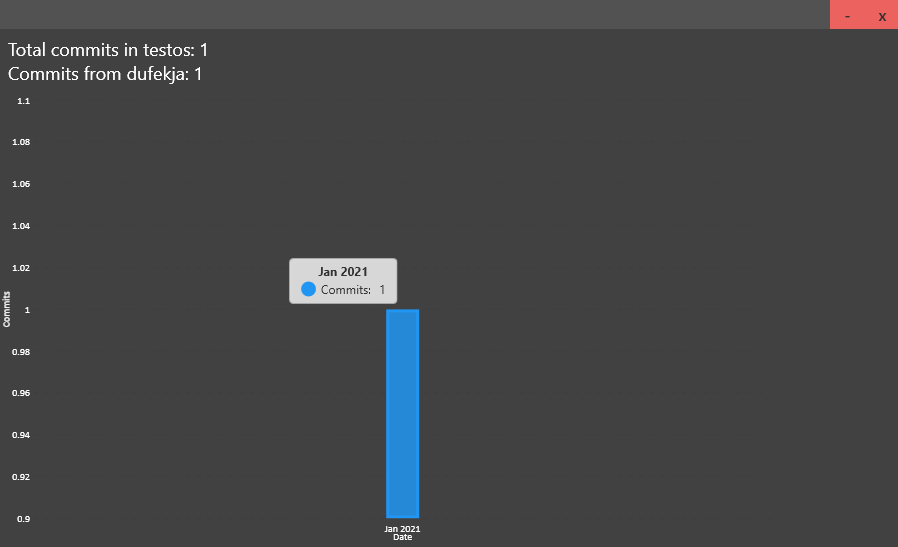 - x
Total commits in testos: 1
Commits from dufekja: 1
1.1
1.08
1.06
1.04
1.02
1
0.98
0.96
0.94
0.92
0.9
Commits
Jan 2021
Commits: 1
Jan 2021
Date